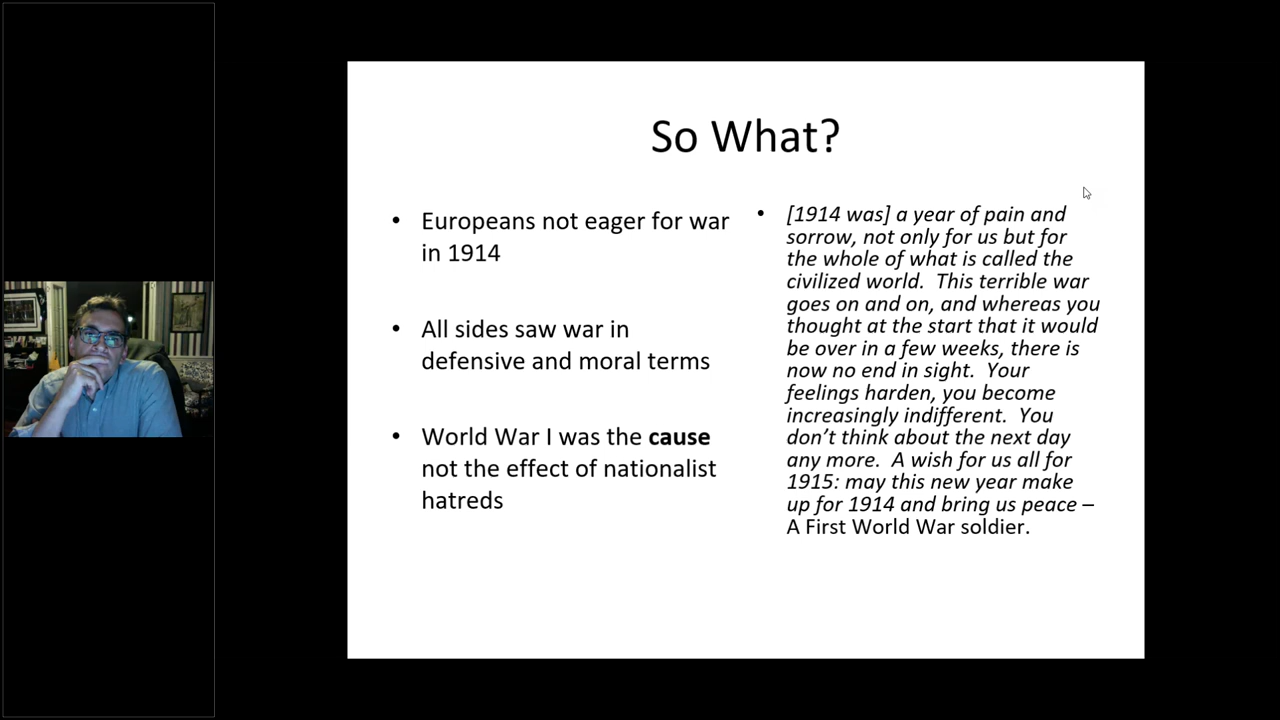 So What?
• Europeans not eager for war
in 1914
• All sides saw war in
defensive and moral terms
• World War I was the cause
not the effect of nationalist
hatreds
• [1914 was] a year of pain and
sorrow, not only for us but for
the whole of what is called the
civilized world.  This terrible war
goes on and on, and whereas you
thought at the start that it would
be over in a few weeks, there is
now no end in sight.  Your
feelings harden, you become
increasingly indifferent.  You
don’t think about the next day
any more.  A wish for us all for
1915: may this new year make
up for 1914 and bring us peace –
A First World War soldier.